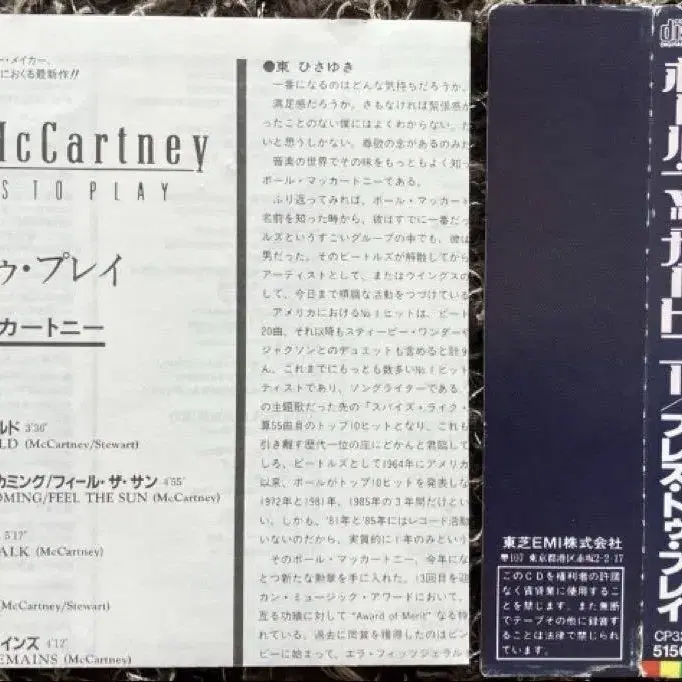 ー・メイカー、
におくる最新作!!
McCartney
S TO PLAY
ゥ・プレイ
カートニー
ルド 3'36"
LD (McCartney/Stewart)
カミング/フィール・ザ・サン 4'55"
OMING/FEEL THE SUN (McCartney)
5'17"
ALK (McCartney)
(McCartney/Stewart)
インズ 4'12"
EMAINS (McCartney)
●東 ひさゆき
一番になるのはどんな気持ちだろうか。
満足感だろうか。さもなければ緊張感か
ったことのない僕にはよくわからない。た
いと思うしかない。尊敬の念があるのみだ
音楽の世界でその味をもっともよく知っ
ポール・マッカートニーである。
ふり返ってみれば、ポール・マッカート
名前を知った時から、彼はすでに一番だっ
ルズというすごいグループの中でも、彼は
男だった。そのビートルズが解散してから
アーティストとして、またはウイングスの
して、今日まで順調な活動をつづけている
アメリカにおけるNo.1ヒットは、ビート
20曲、それ以時もスティービー・ワンダーや
ジャクソンとのデュエットも含めると計9
ん、これまでにもっとも数多いNo.1ヒット
ティストであり、ソングライターである。
の主題歌だった先の「スパイズ・ライク・
算55曲目のトップ10ヒットとなり、これも
引き離す歴代一位の座にどかんと君臨して
しろ、ビートルズとして1964年にアメリカ
以来、ポールがトップ10ヒットを発表しな
1972年と1981年、1985年の3年間だけとい
い。しかも、'81年と'85年にはレコード活動
いないのだから、実質的に1年のみという
そのポール・マッカートニー、今年にな
とつ新たな勲章を手に入れた。13回目を迎
カン・ミュージック・アワードにおいて、
亙る功績に対して "Award of Merit" なる特
れている。過去に同賞を獲得したのはビン
ビーに始まって、エラ・フィッツジェラル
ポール・マッカートニー/プレス・トゥ・プレイ
東芝EMI株式会社
〒107 東京都港区赤坂2-2-17
このCDを権利者の許諾
なく賃貸業に使用するこ
とを禁じます。また無断
でテープその他に録音す
ることは法律で禁じられ
ています。
CP32
515